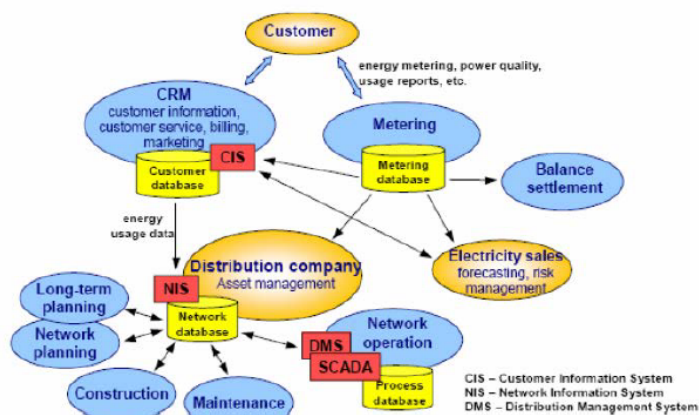 Customer
energy metering, power quality,
usage reports, etc.
CRM
customer information,
customer service, billing,
marketing
CIS
Customer
database
Metering
Metering
database
Balance
settlement
energy
usage data
Distribution company
Asset management
Electricity sales
forecasting, risk
management
NIS
Network
database
Long-term
planning
Network
planning
Construction
Maintenance
Network
operation
DMS
SCADA
Process
database
CIS – Customer Information System
NIS – Network Information System
DMS – Distribution Management System